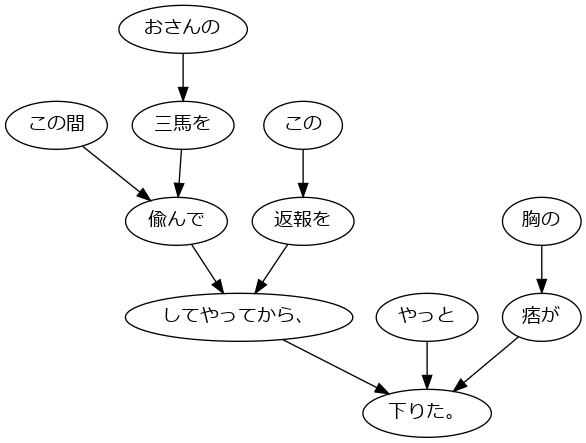 おさんの
この間
三馬を
この
偸んで
返報を
胸の
してやってから、
やっと
痞が
下りた。